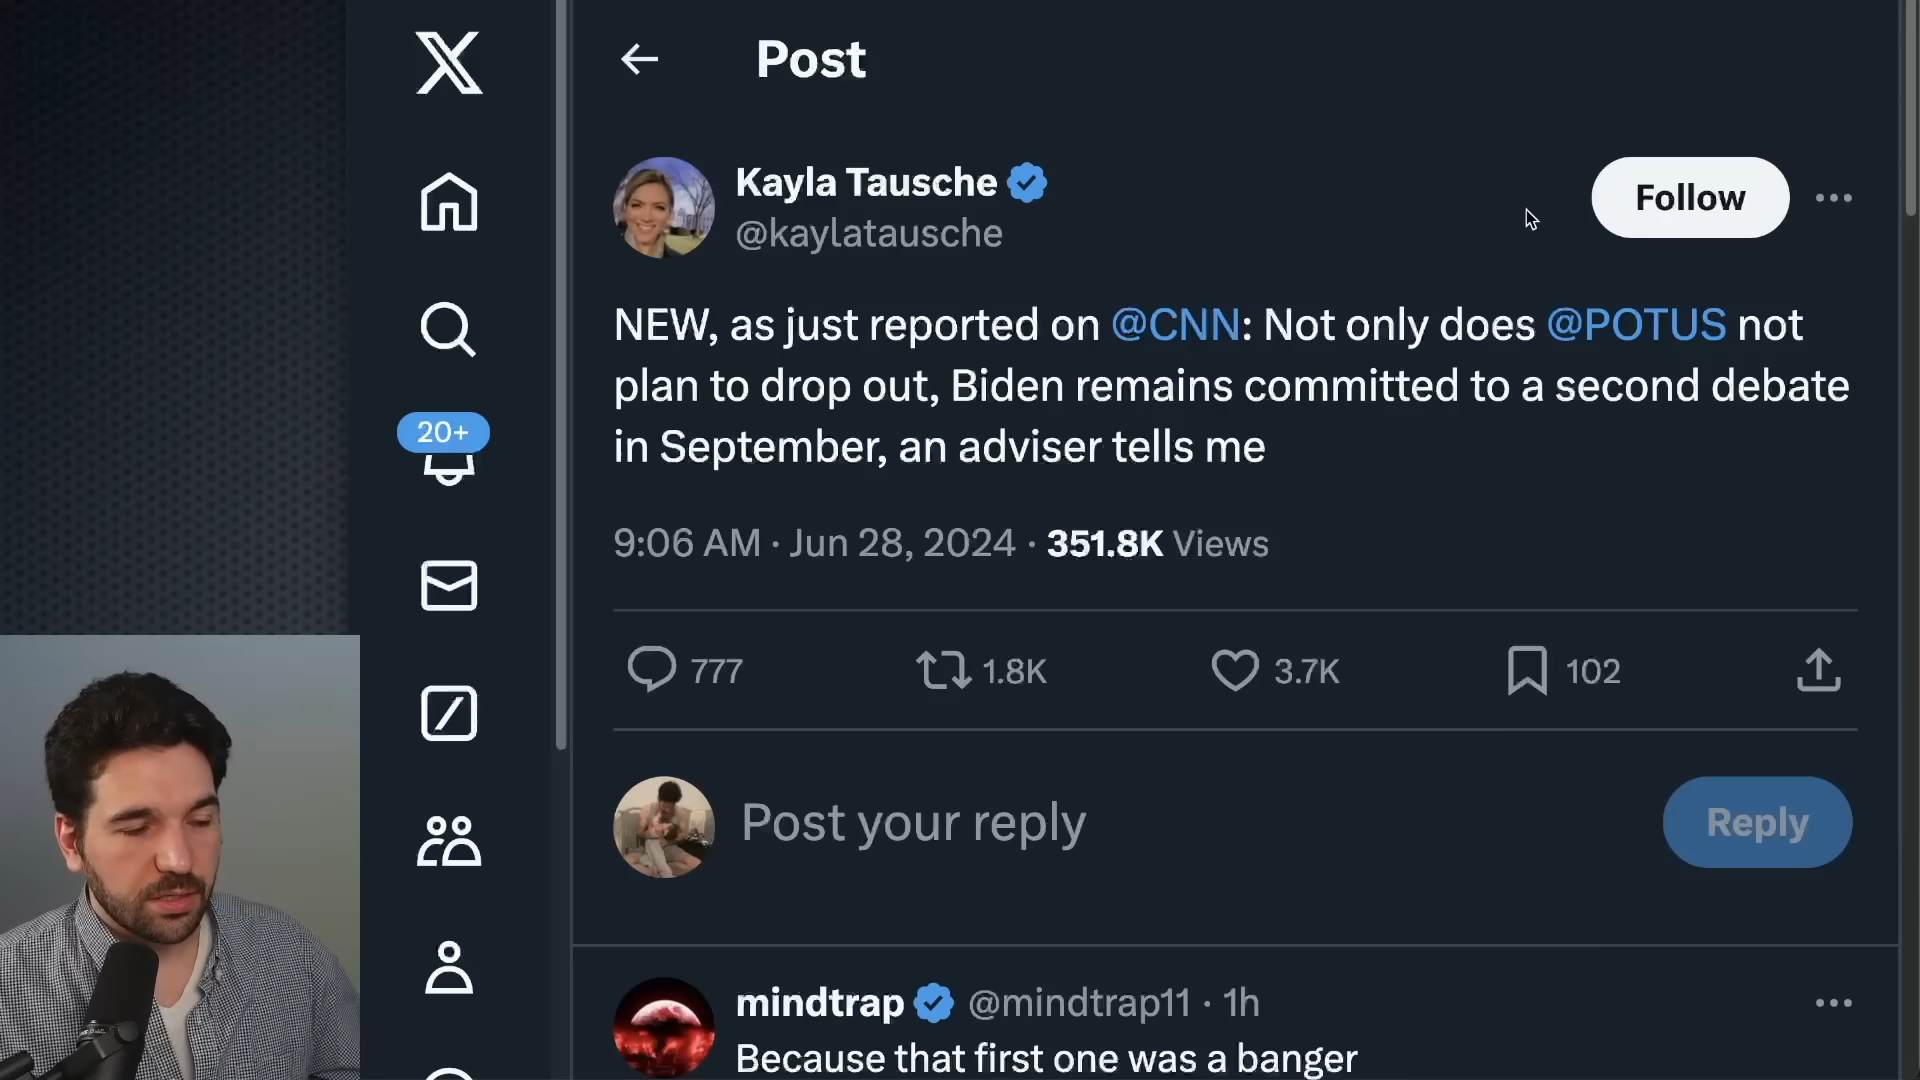 Post
Kayla Tausche
@kaylatausche
Follow
NEW, as just reported on @CNN: Not only does @POTUS not
plan to drop out, Biden remains committed to a second debate
in September, an adviser tells me
20+
9:06 AM · Jun 28, 2024 · 351.8K Views
777
1.8K
3.7K
102
Post your reply
Reply
mindtrap @mindtrap11 · 1h
Because that first one was a banger